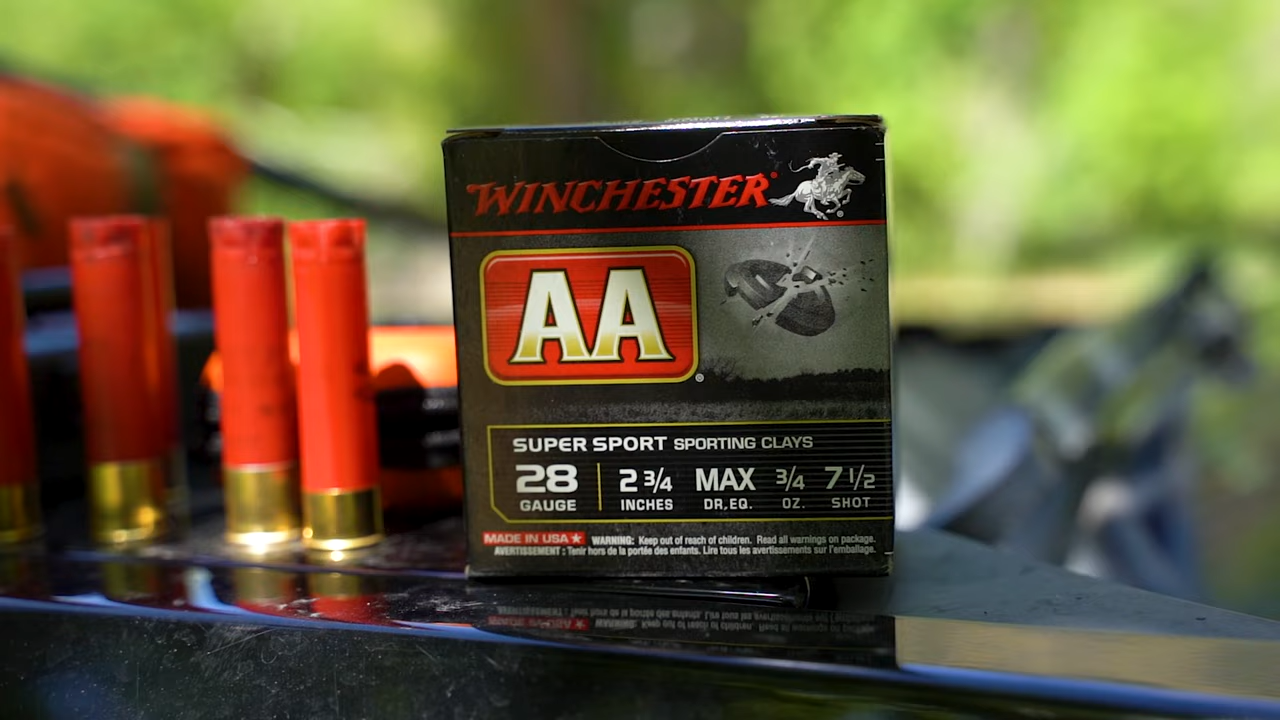 WINCHESTER®
AA®
SUPER SPORT SPORTING CLAYS
28 2 3/4 MAX 3/4 7 1/2
GAUGE INCHES DR.EQ. OZ. SHOT
MADE IN USA★ WARNING: Keep out of reach of children. Read all warnings on package.
AVERTISSEMENT : Tenir hors de la portée des enfants. Lire tous les avertissements sur l'emballage.